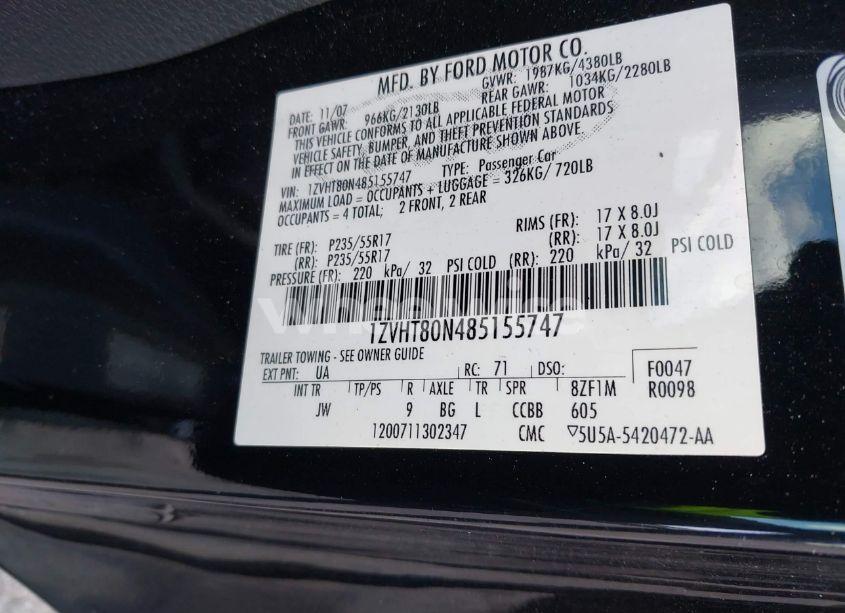 MFD. BY FORD MOTOR CO.
DATE: 11/07 GVWR: 1987KG/4380LB
FRONT GAWR: 966KG/2130LB REAR GAWR: 1034KG/2280LB
THIS VEHICLE CONFORMS TO ALL APPLICABLE FEDERAL MOTOR
VEHICLE SAFETY, BUMPER, AND THEFT PREVENTION STANDARDS
IN EFFECT ON THE DATE OF MANUFACTURE SHOWN ABOVE.
VIN: 1ZVHT80N485155747 TYPE: Passenger Car
MAXIMUM LOAD = OCCUPANTS + LUGGAGE = 326KG/ 720LB
OCCUPANTS = 4 TOTAL; 2 FRONT, 2 REAR
TIRE (FR): P235/55R17 RIMS (FR): 17 X 8.0J
(RR): P235/55R17 (RR): 17 X 8.0J
PRESSURE (FR): 220 kPa/ 32 PSI COLD (RR): 220 kPa/ 32 PSI COLD
1ZVHT80N485155747
TRAILER TOWING - SEE OWNER GUIDE
EXT PNT: UA RC: 71 DSO: F0047
INT TR TP/PS R AXLE TR SPR 8ZF1M R0098
JW 9 BG L CCBB 605
1200711302347 CMC 5U5A-5420472-AA